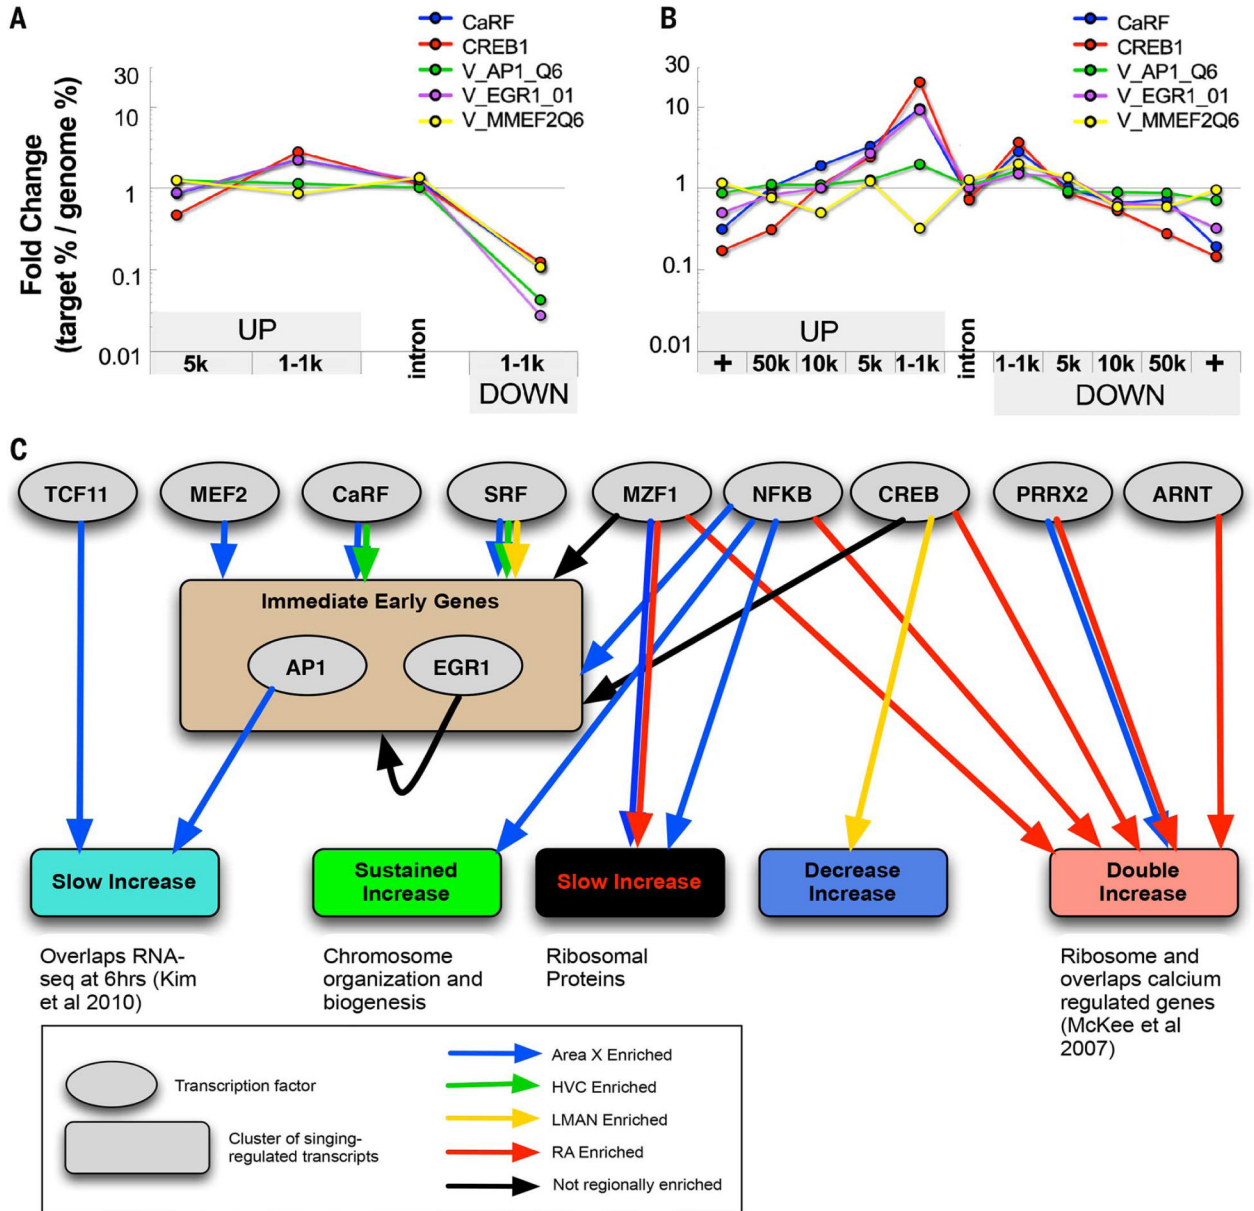 A
CaRF
CREB1
V_AP1_Q6
V_EGR1_01
V_MMEF2Q6
Fold Change
(target % / genome %)
30
10
1
0.1
0.01
UP
5k
1-1k
intron
1-1k
DOWN
B
CaRF
CREB1
V_AP1_Q6
V_EGR1_01
V_MMEF2Q6
30
10
1
0.1
0.01
UP
+ 50k 10k 5k 1-1k
intron
1-1k 5k 10k 50k +
DOWN
C
TCF11 MEF2 CaRF SRF MZF1 NFKB CREB PRRX2 ARNT
Immediate Early Genes
AP1 EGR1
Slow Increase
Sustained
Increase
Slow Increase
Decrease
Increase
Double
Increase
Overlaps RNA-
seq at 6hrs (Kim
et al 2010)
Chromosome
organization and
biogenesis
Ribosomal
Proteins
Ribosome and
overlaps calcium
regulated genes
(McKee et al
2007)
Transcription factor
Cluster of singing-
regulated transcripts
Area X Enriched
HVC Enriched
LMAN Enriched
RA Enriched
Not regionally enriched